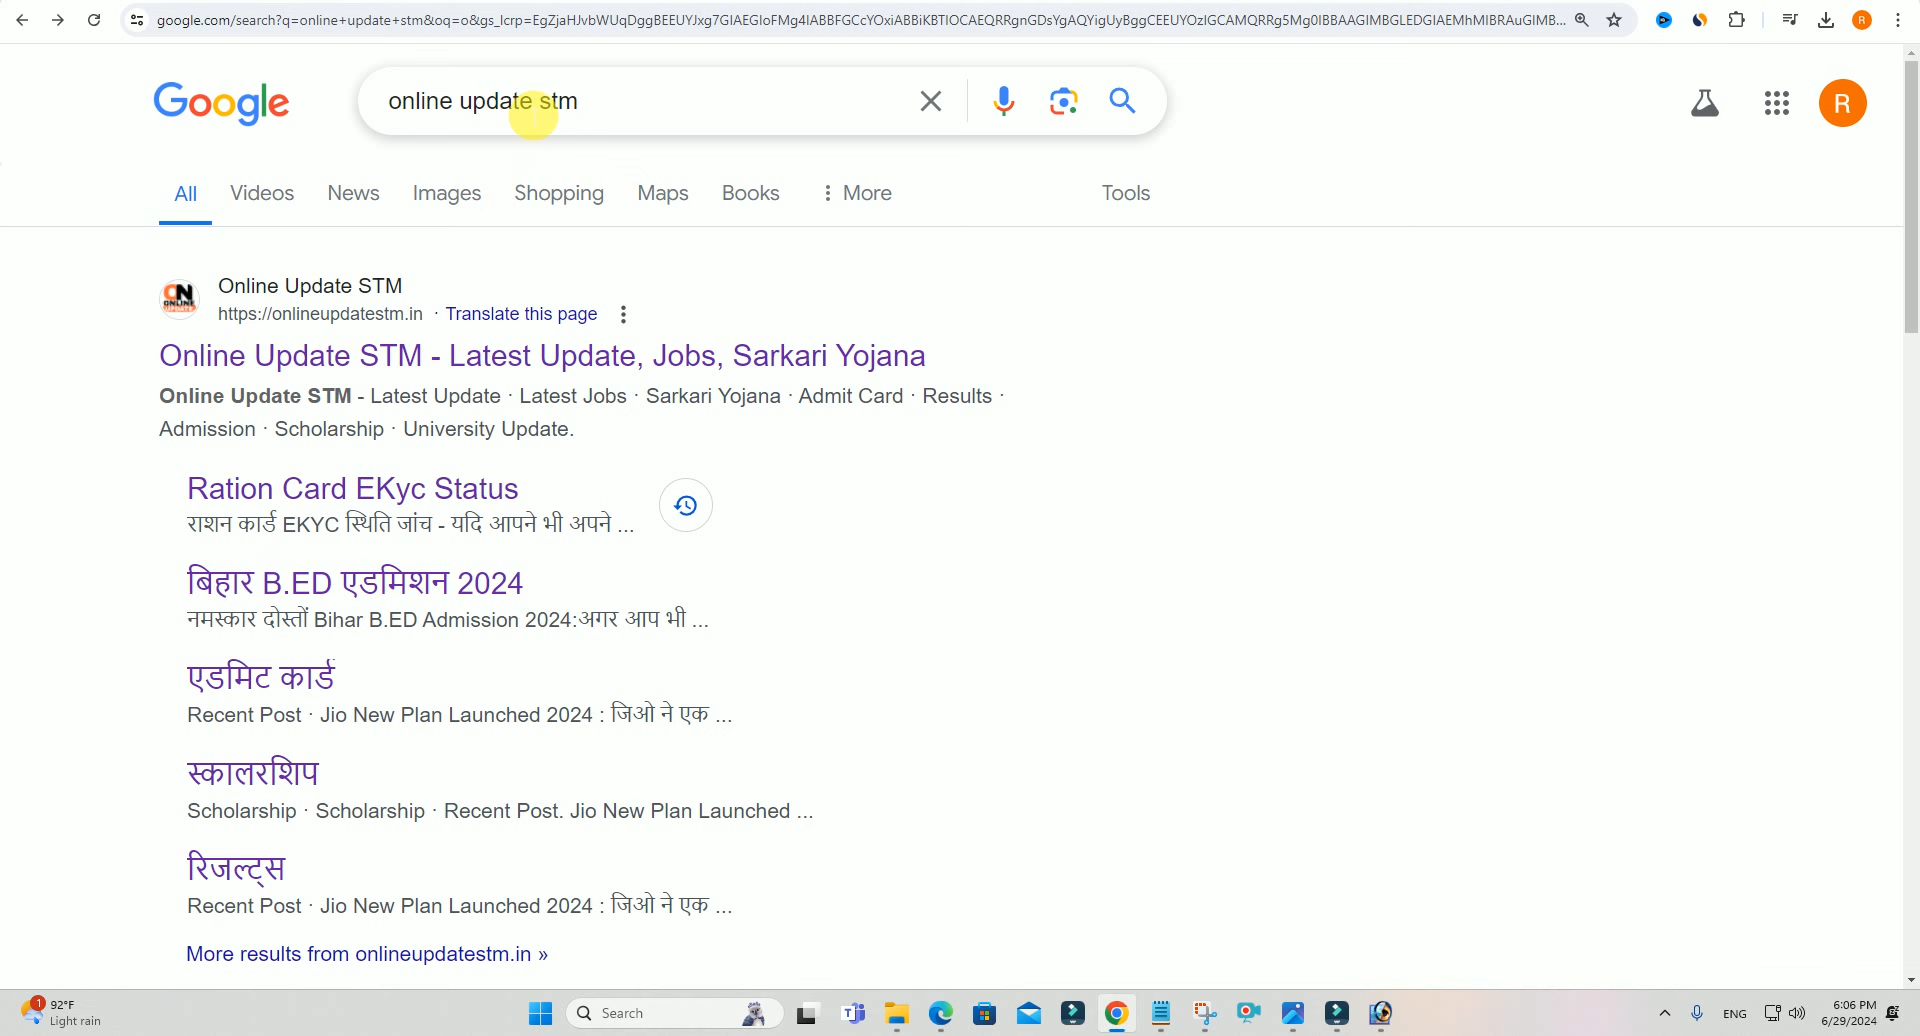 google.com/search?q=online+update+stm&oq=o&gs_lcrp=EgZjaHJvbWUqDggBEEUYJxg7GIAEGIoFMg4IABBFGCcYOxiABBiKBTIOCAEQRRgnGDsYgAQYigUyBggCEEUYOzIGCAMQRRg5Mg0IBBAAGIMBGLEDGIAEMhMIBRAuGIMB...
R
Google
online update stm
R
All Videos News Images Shopping Maps Books More Tools
ON ONLINE UPDATE
Online Update STM
https://onlineupdatestm.in · Translate this page
Online Update STM - Latest Update, Jobs, Sarkari Yojana
Online Update STM - Latest Update · Latest Jobs · Sarkari Yojana · Admit Card · Results ·
Admission · Scholarship · University Update.
Ration Card EKyc Status
राशन कार्ड EKYC स्थिति जांच - यदि आपने भी अपने ...
बिहार B.ED एडमिशन 2024
नमस्कार दोस्तों Bihar B.ED Admission 2024:अगर आप भी ...
एडमिट कार्ड
Recent Post · Jio New Plan Launched 2024 : जिओ ने एक ...
स्कालरशिप
Scholarship · Scholarship · Recent Post. Jio New Plan Launched ...
रिजल्ट्स
Recent Post · Jio New Plan Launched 2024 : जिओ ने एक ...
More results from onlineupdatestm.in »
1
92°F
Light rain
Search
ENG
6:06 PM
6/29/2024